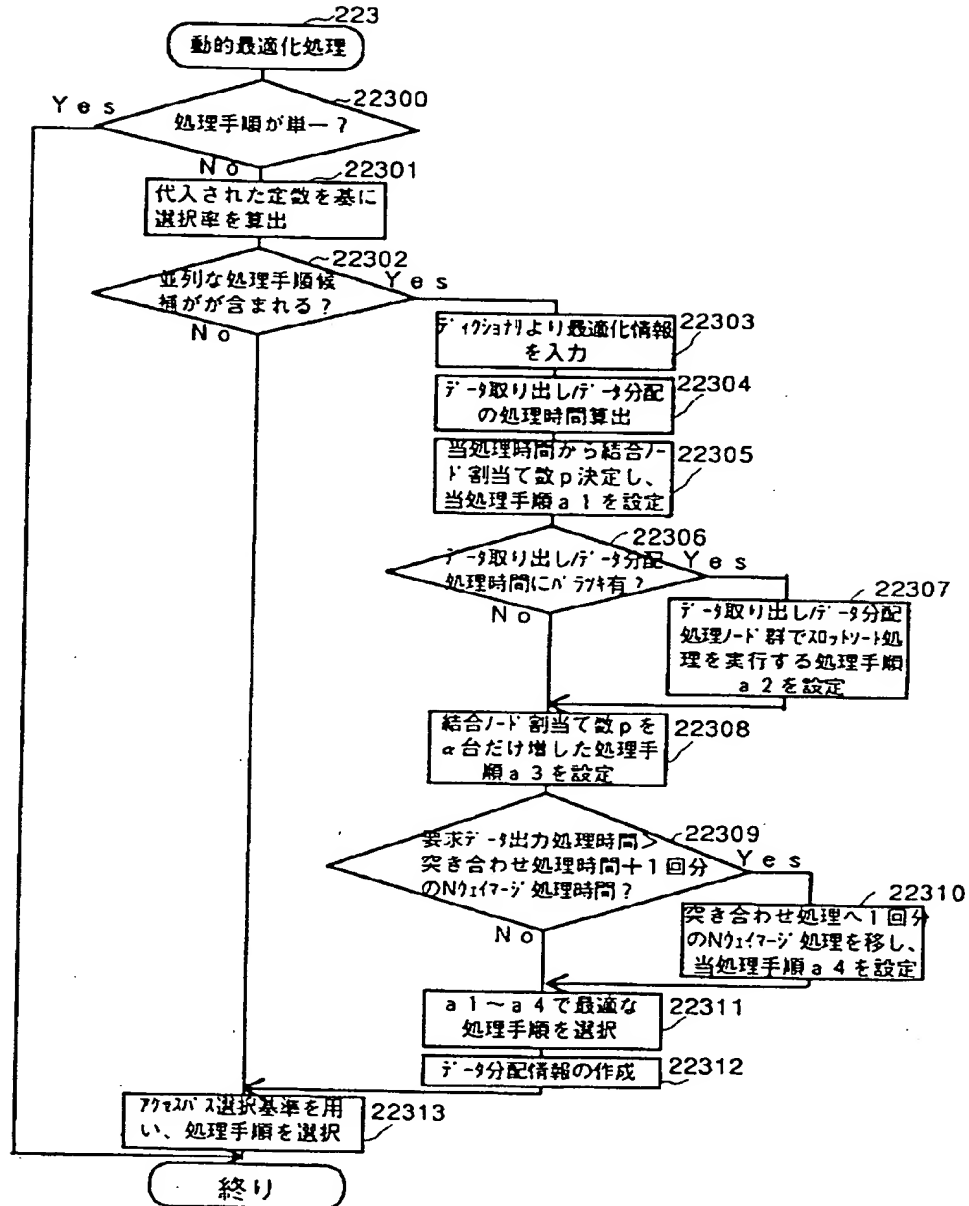 223
動的最適化処理
22300
Yes
処理手順が単一?
No
22301
代入された定数を基に
選択率を算出
22302
並列な処理手順候
補がが含まれる?
Yes
No
ディクショナリより最適化情報
を入力
22303
データ取り出し/データ分配
の処理時間算出
22304
当処理時間から結合ノー
ド割当て数p決定し、
当処理手順a1を設定
22305
22306
データ取り出し/データ分配
処理時間にバラツキ有?
Yes
No
22307
データ取り出し/データ分配
処理ノード群でスロットソート処
理を実行する処理手順
a2を設定
結合ノード割当て数pを
α台だけ増した処理手
順a3を設定
22308
22309
要求データ出力処理時間>
突き合わせ処理時間+1回分
のNウェイマージ処理時間?
Yes
No
22310
突き合わせ処理へ1回分
のNウェイマージ処理を移し、
当処理手順a4を設定
a1~a4で最適な
処理手順を選択
22311
データ分配情報の作成
22312
アクセスパス選択基準を用
い、処理手順を選択
22313
終り